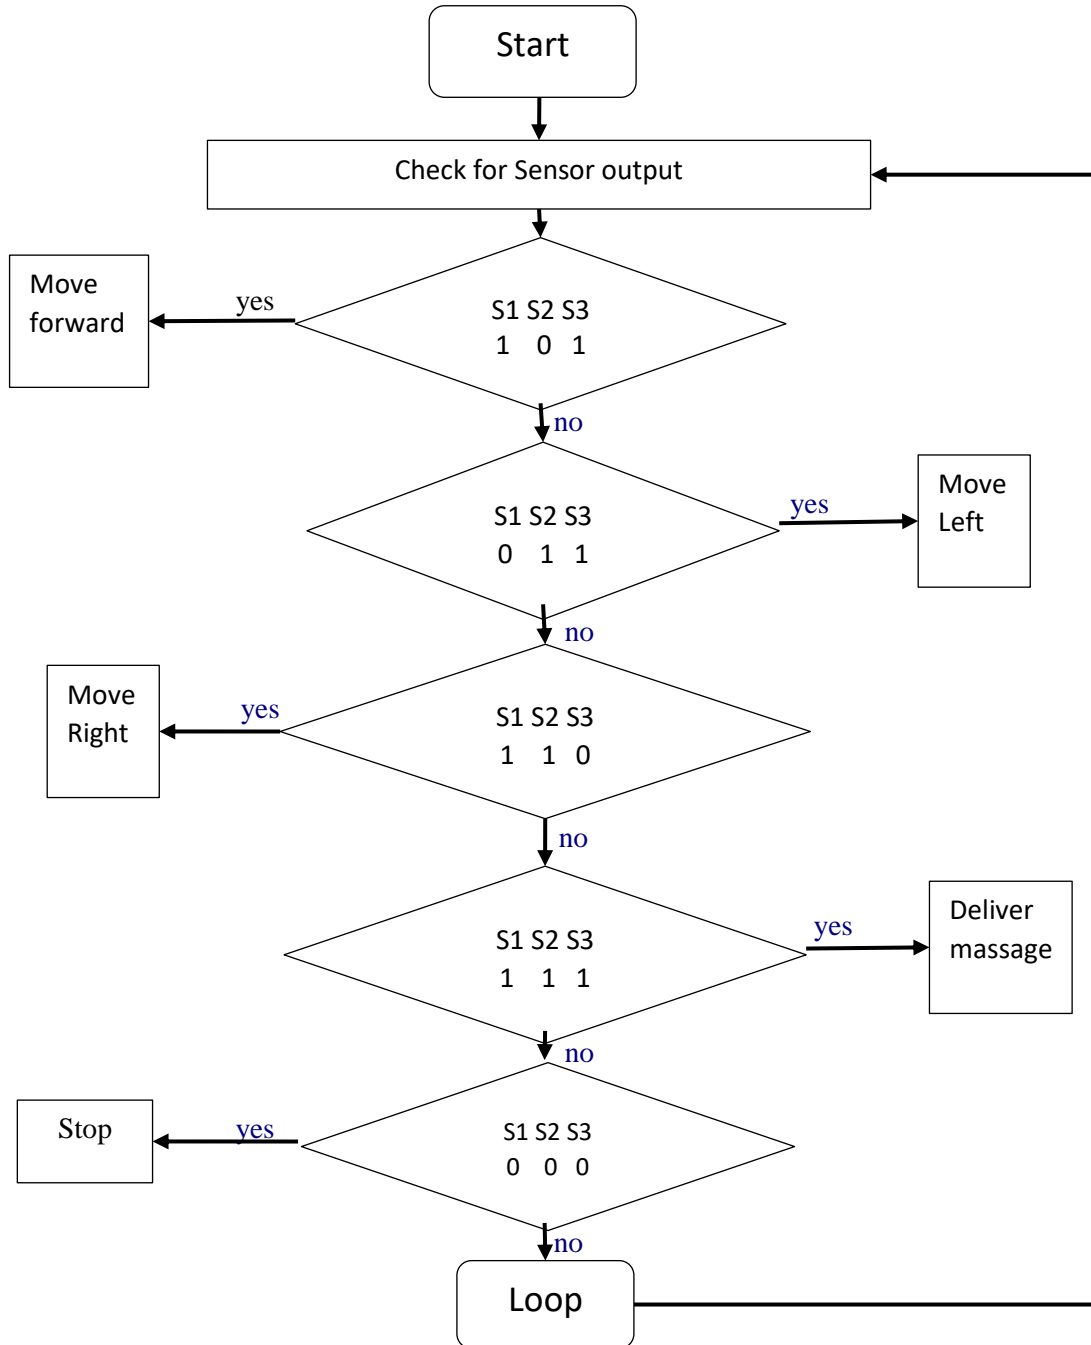 Start
Check for Sensor output
Move
forward
yes
S1 S2 S3
1 0 1
no
S1 S2 S3
0 1 1
yes
Move
Left
no
Move
Right
yes
S1 S2 S3
1 1 0
no
S1 S2 S3
1 1 1
yes
Deliver
massage
no
Stop
yes
S1 S2 S3
0 0 0
no
Loop